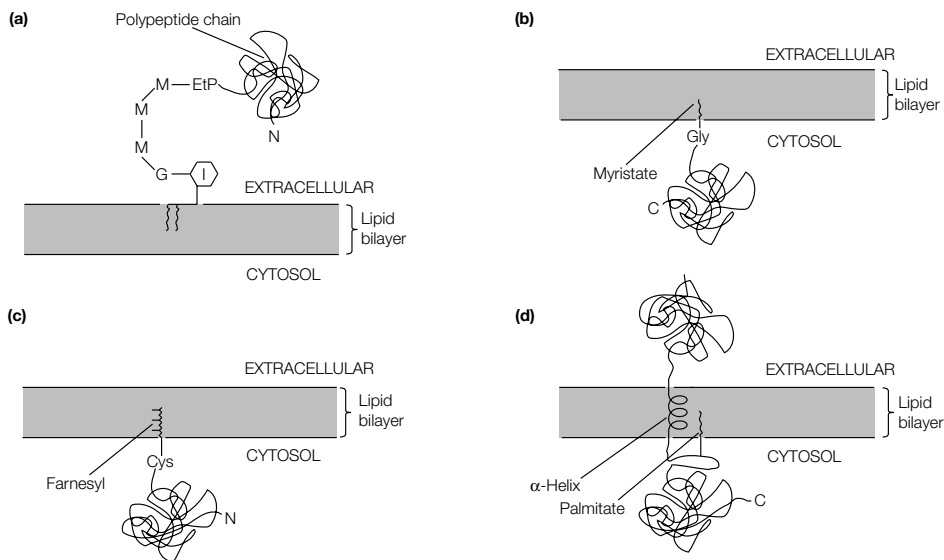 (a)
Polypeptide chain
M
EtP
M
M
N
G
I
EXTRACELLULAR
Lipid
bilayer
CYTOSOL
(b)
EXTRACELLULAR
Lipid
bilayer
CYTOSOL
Gly
Myristate
C
(c)
EXTRACELLULAR
Lipid
bilayer
CYTOSOL
Cys
Farnesyl
N
(d)
EXTRACELLULAR
Lipid
bilayer
CYTOSOL
α-Helix
Palmitate
C